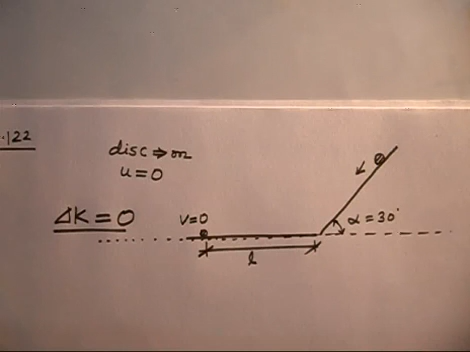 .122
disc ⇒ m
u = 0
ΔK = 0
V=0
α = 30°
l